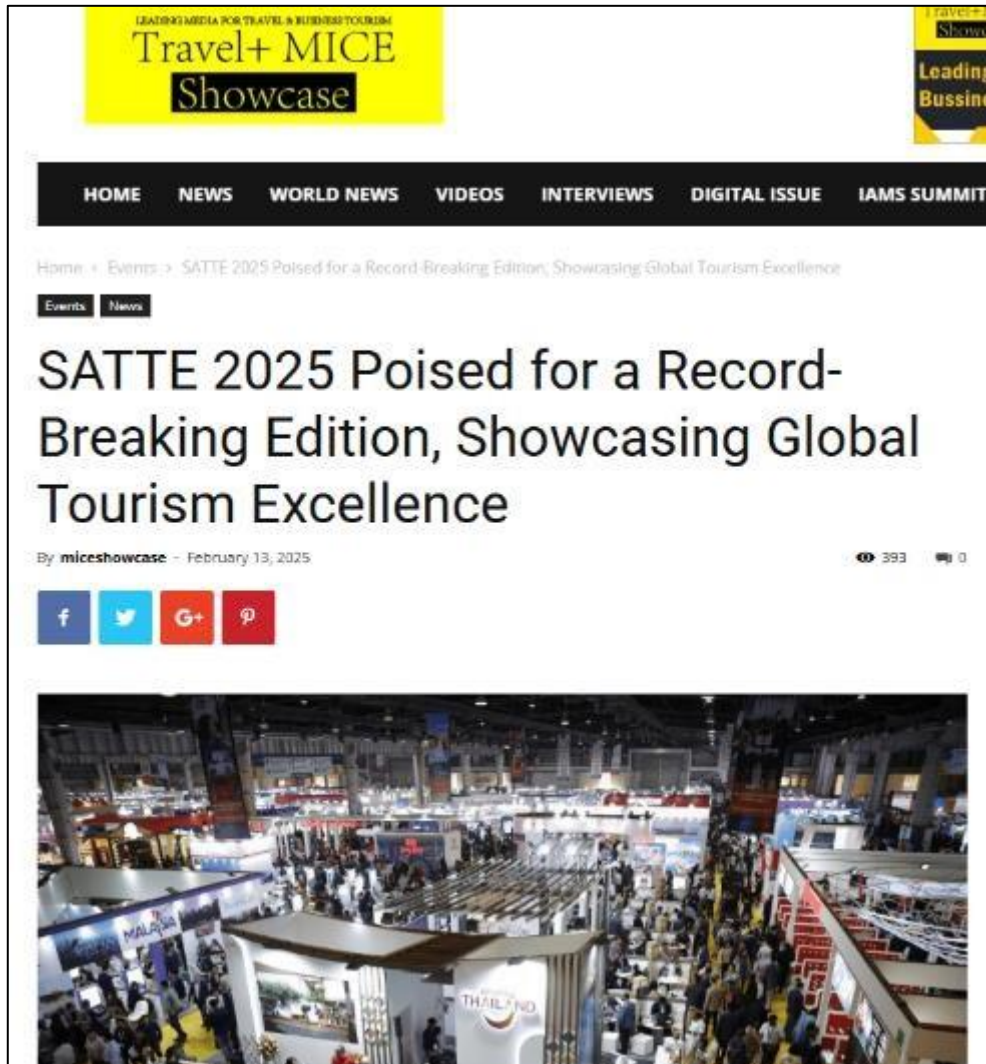 LEADING MEDIA FOR TRAVEL & BUSINESS TOURISM
Travel+ MICE
Showcase
Travel+
Showc
Leading
Bussine
HOME NEWS WORLD NEWS VIDEOS INTERVIEWS DIGITAL ISSUE IAMS SUMMIT
Home › Events › SATTE 2025 Poised for a Record-Breaking Edition, Showcasing Global Tourism Excellence
Events News
SATTE 2025 Poised for a Record-
Breaking Edition, Showcasing Global
Tourism Excellence
By miceshowcase - February 13, 2025 393 0
f G+
MALAYSIA
THAILAND